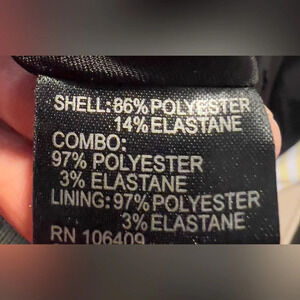 SHELL: 86% POLYESTER
14% ELASTANE
COMBO:
97% POLYESTER
3% ELASTANE
LINING: 97% POLYESTER
3% ELASTANE
RN 106409